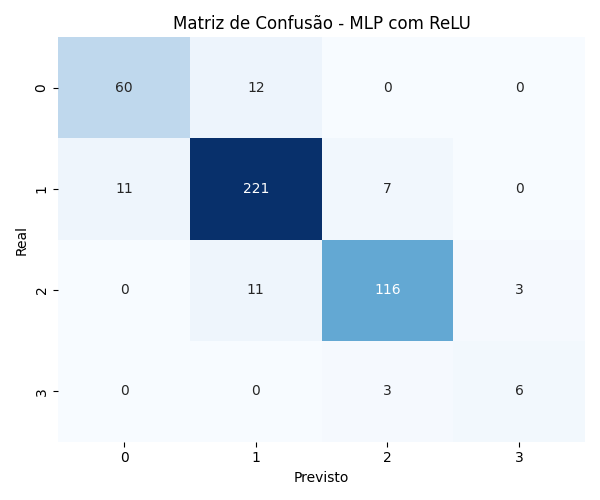 Matriz de Confusão - MLP com ReLU
0 60 12 0 0
1 11 221 7 0
Real
2 0 11 116 3
3 0 0 3 6
0 1 2 3
Previsto